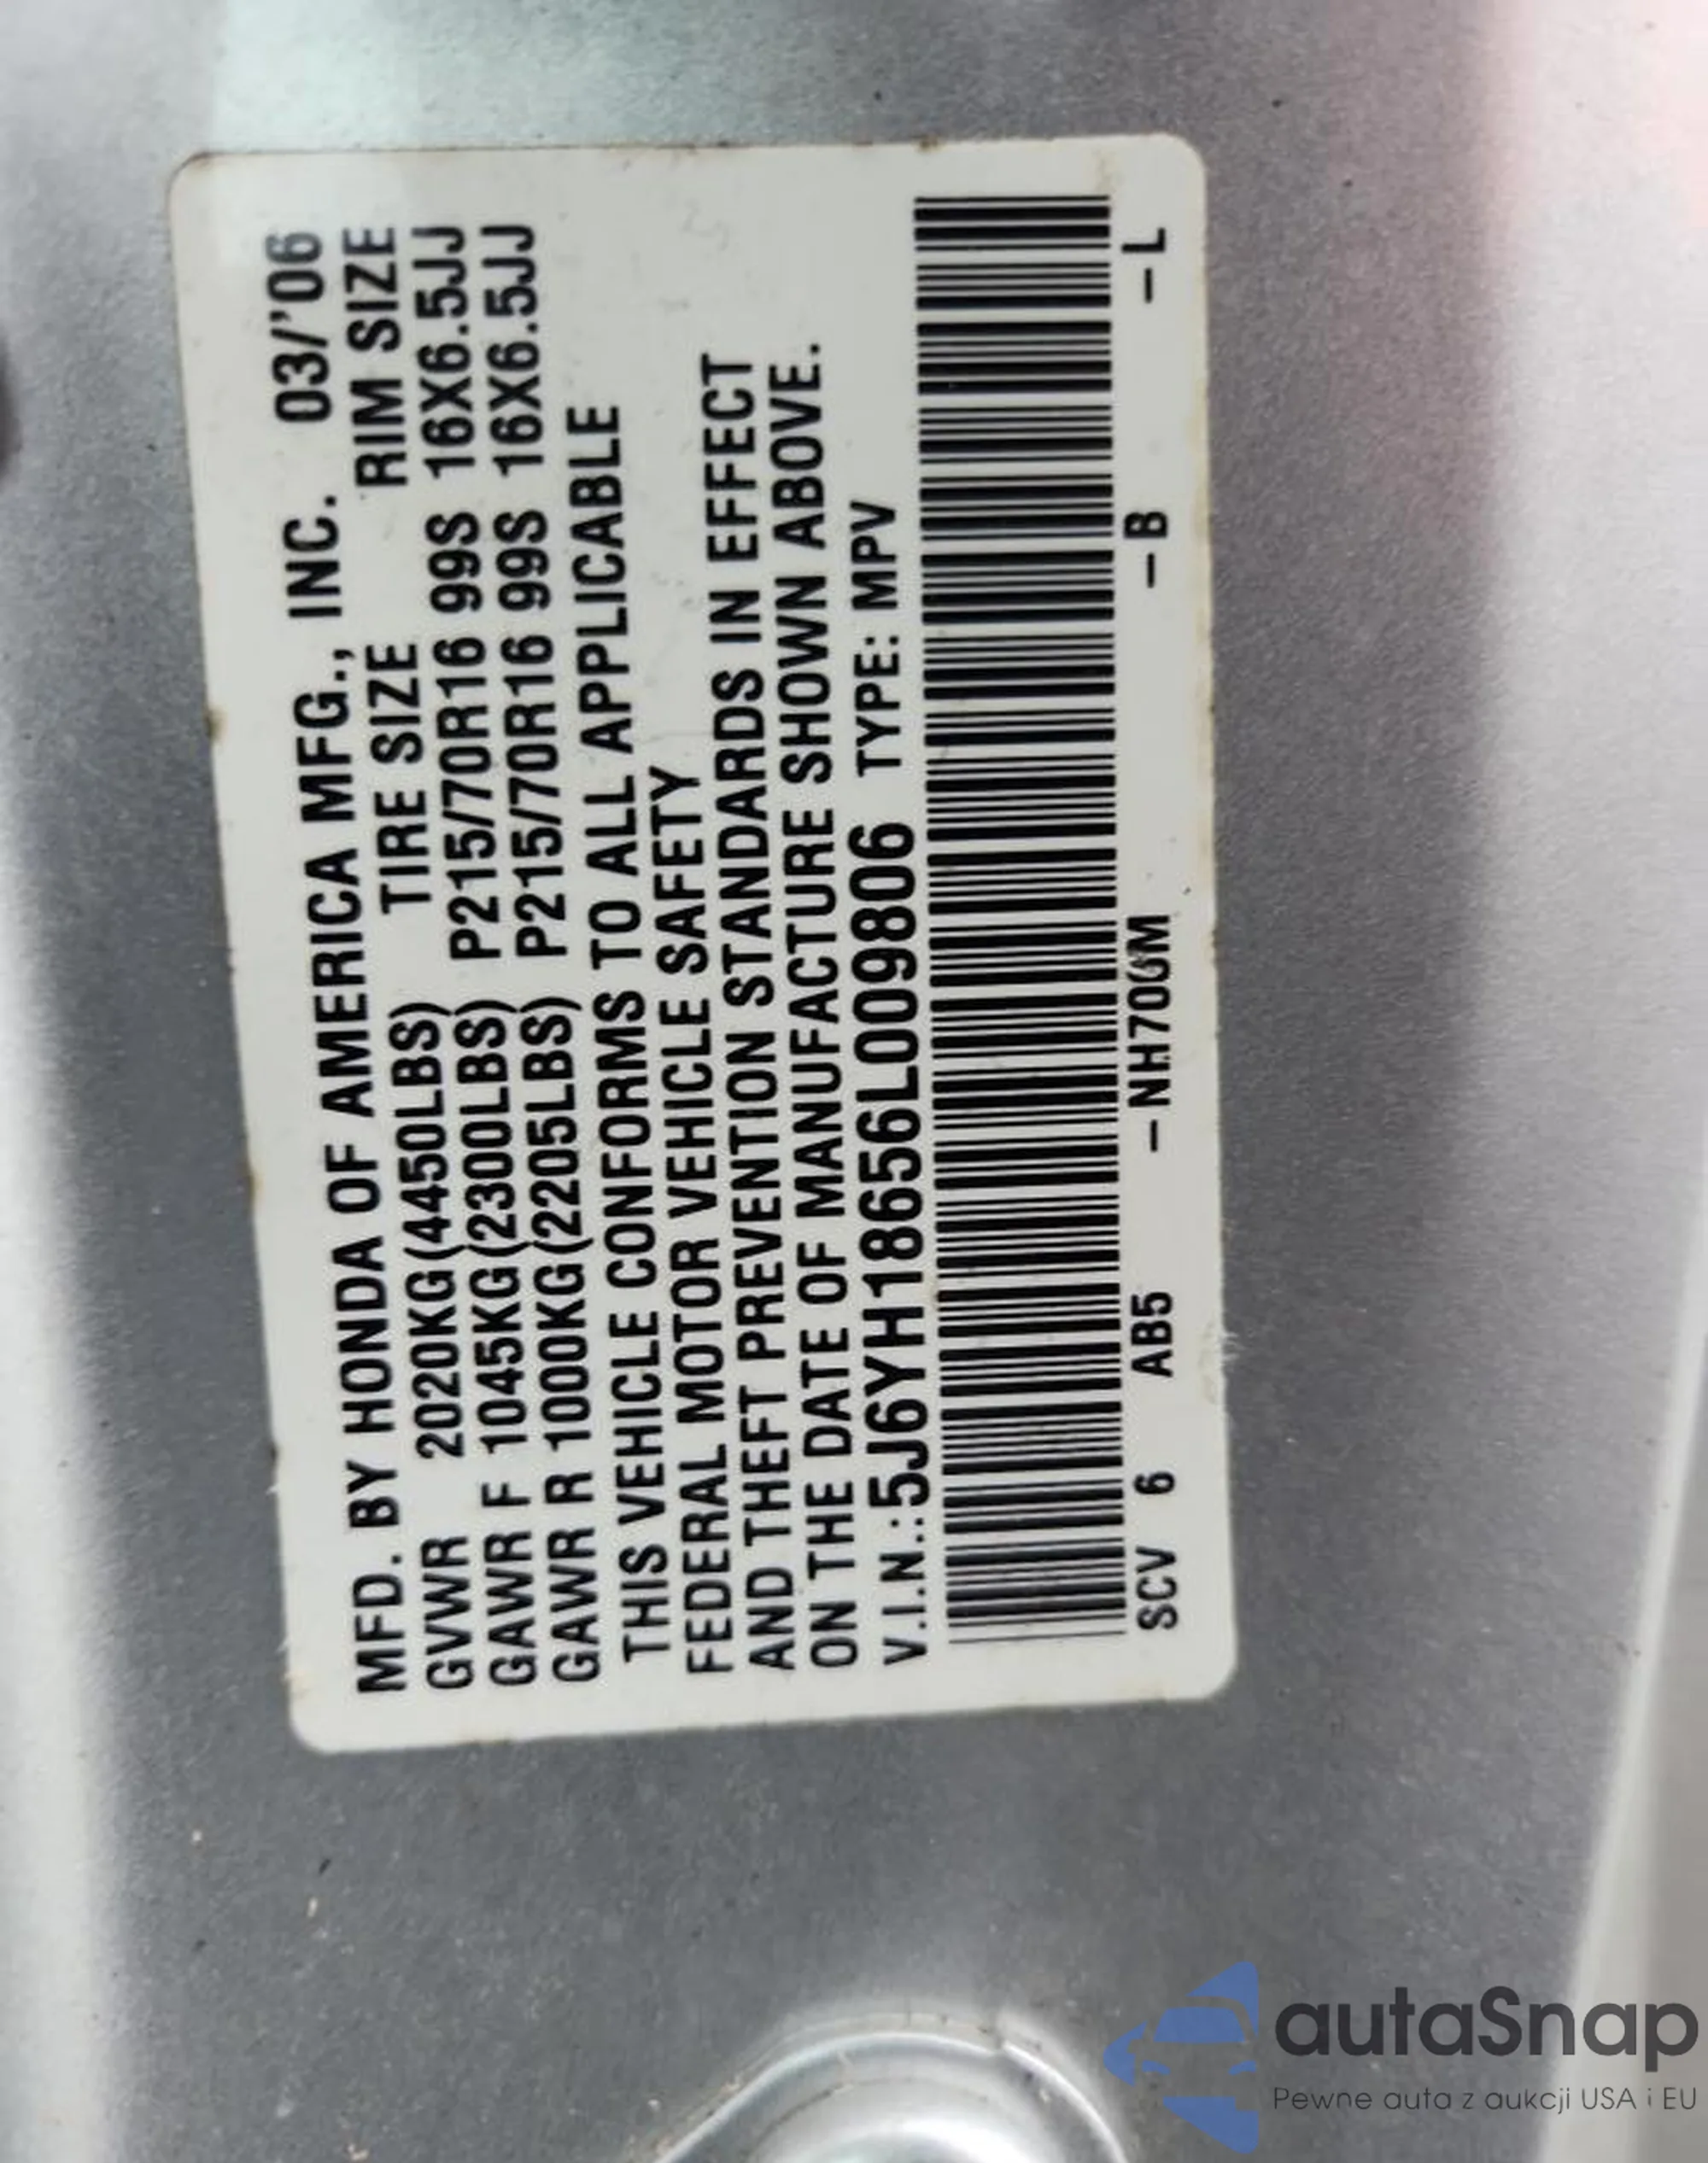 MFD. BY HONDA OF AMERICA MFG., INC. 03/'06
GVWR 2020KG(4450LBS) TIRE SIZE RIM SIZE
GAWR F 1045KG(2300LBS) P215/70R16 99S 16X6.5JJ
GAWR R 1000KG(2205LBS) P215/70R16 99S 16X6.5JJ
THIS VEHICLE CONFORMS TO ALL APPLICABLE
FEDERAL MOTOR VEHICLE SAFETY
AND THEFT PREVENTION STANDARDS IN EFFECT
ON THE DATE OF MANUFACTURE SHOWN ABOVE.
V.I.N.:5J6YH18656L009806 TYPE: MPV
SCV 6 AB5 -NH700M -B -L
autaSnap
Pewne auta z aukcji USA i EU